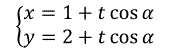 x = 1 + t cos α
y = 2 + t cos α